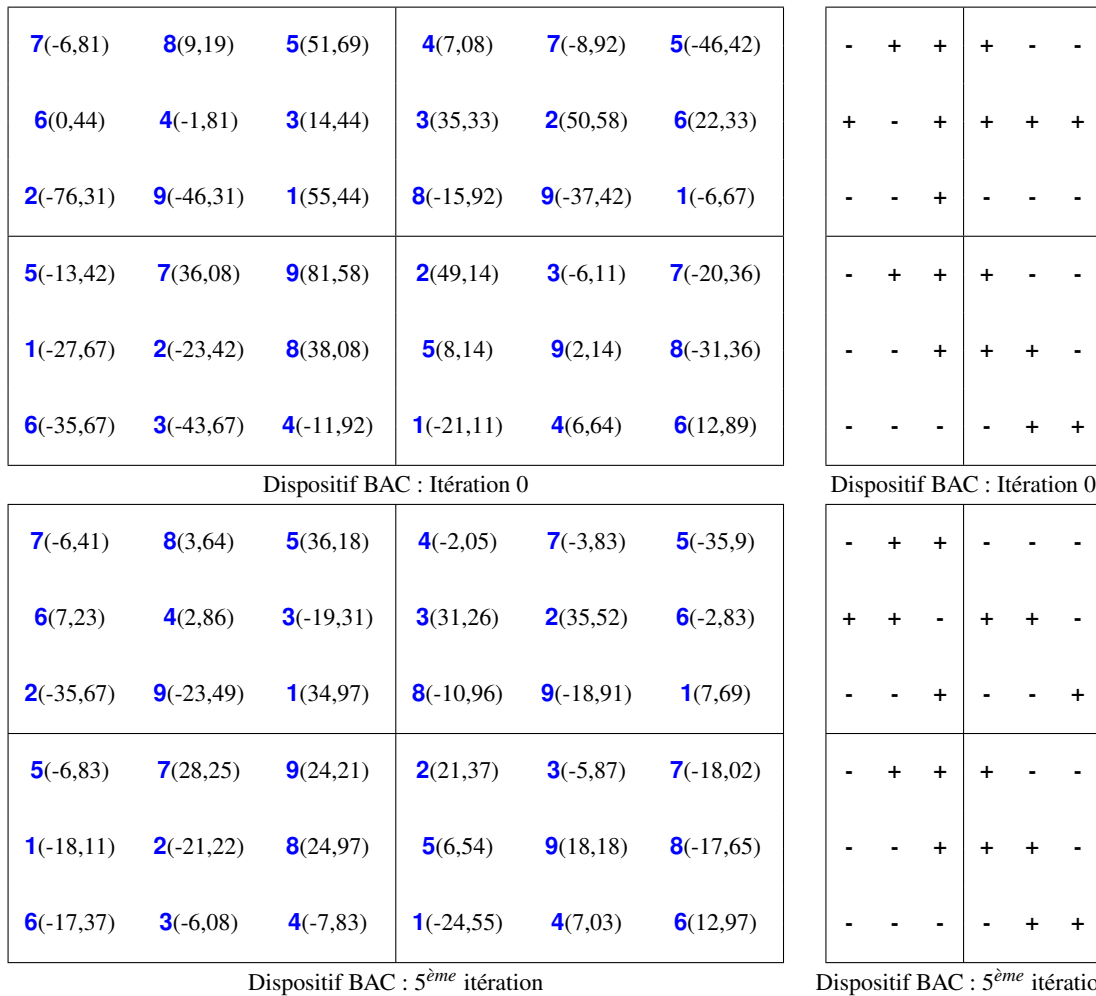 7(-6,81) 8(9,19) 5(51,69) 4(7,08) 7(-8,92) 5(-46,42) - + + + - -
6(0,44) 4(-1,81) 3(14,44) 3(35,33) 2(50,58) 6(22,33) + - + + + +
2(-76,31) 9(-46,31) 1(55,44) 8(-15,92) 9(-37,42) 1(-6,67) - - + - - -
5(-13,42) 7(36,08) 9(81,58) 2(49,14) 3(-6,11) 7(-20,36) - + + + - -
1(-27,67) 2(-23,42) 8(38,08) 5(8,14) 9(2,14) 8(-31,36) - - + + + -
6(-35,67) 3(-43,67) 4(-11,92) 1(-21,11) 4(6,64) 6(12,89) - - - - + +
Dispositif BAC : Itération 0 Dispositif BAC : Itération 0
7(-6,41) 8(3,64) 5(36,18) 4(-2,05) 7(-3,83) 5(-35,9) - + + - - -
6(7,23) 4(2,86) 3(-19,31) 3(31,26) 2(35,52) 6(-2,83) + + - + + -
2(-35,67) 9(-23,49) 1(34,97) 8(-10,96) 9(-18,91) 1(7,69) - - + - - +
5(-6,83) 7(28,25) 9(24,21) 2(21,37) 3(-5,87) 7(-18,02) - + + + - -
1(-18,11) 2(-21,22) 8(24,97) 5(6,54) 9(18,18) 8(-17,65) - - + + + -
6(-17,37) 3(-6,08) 4(-7,83) 1(-24,55) 4(7,03) 6(12,97) - - - - + +
Dispositif BAC : 5ème itération Dispositif BAC : 5ème itératio